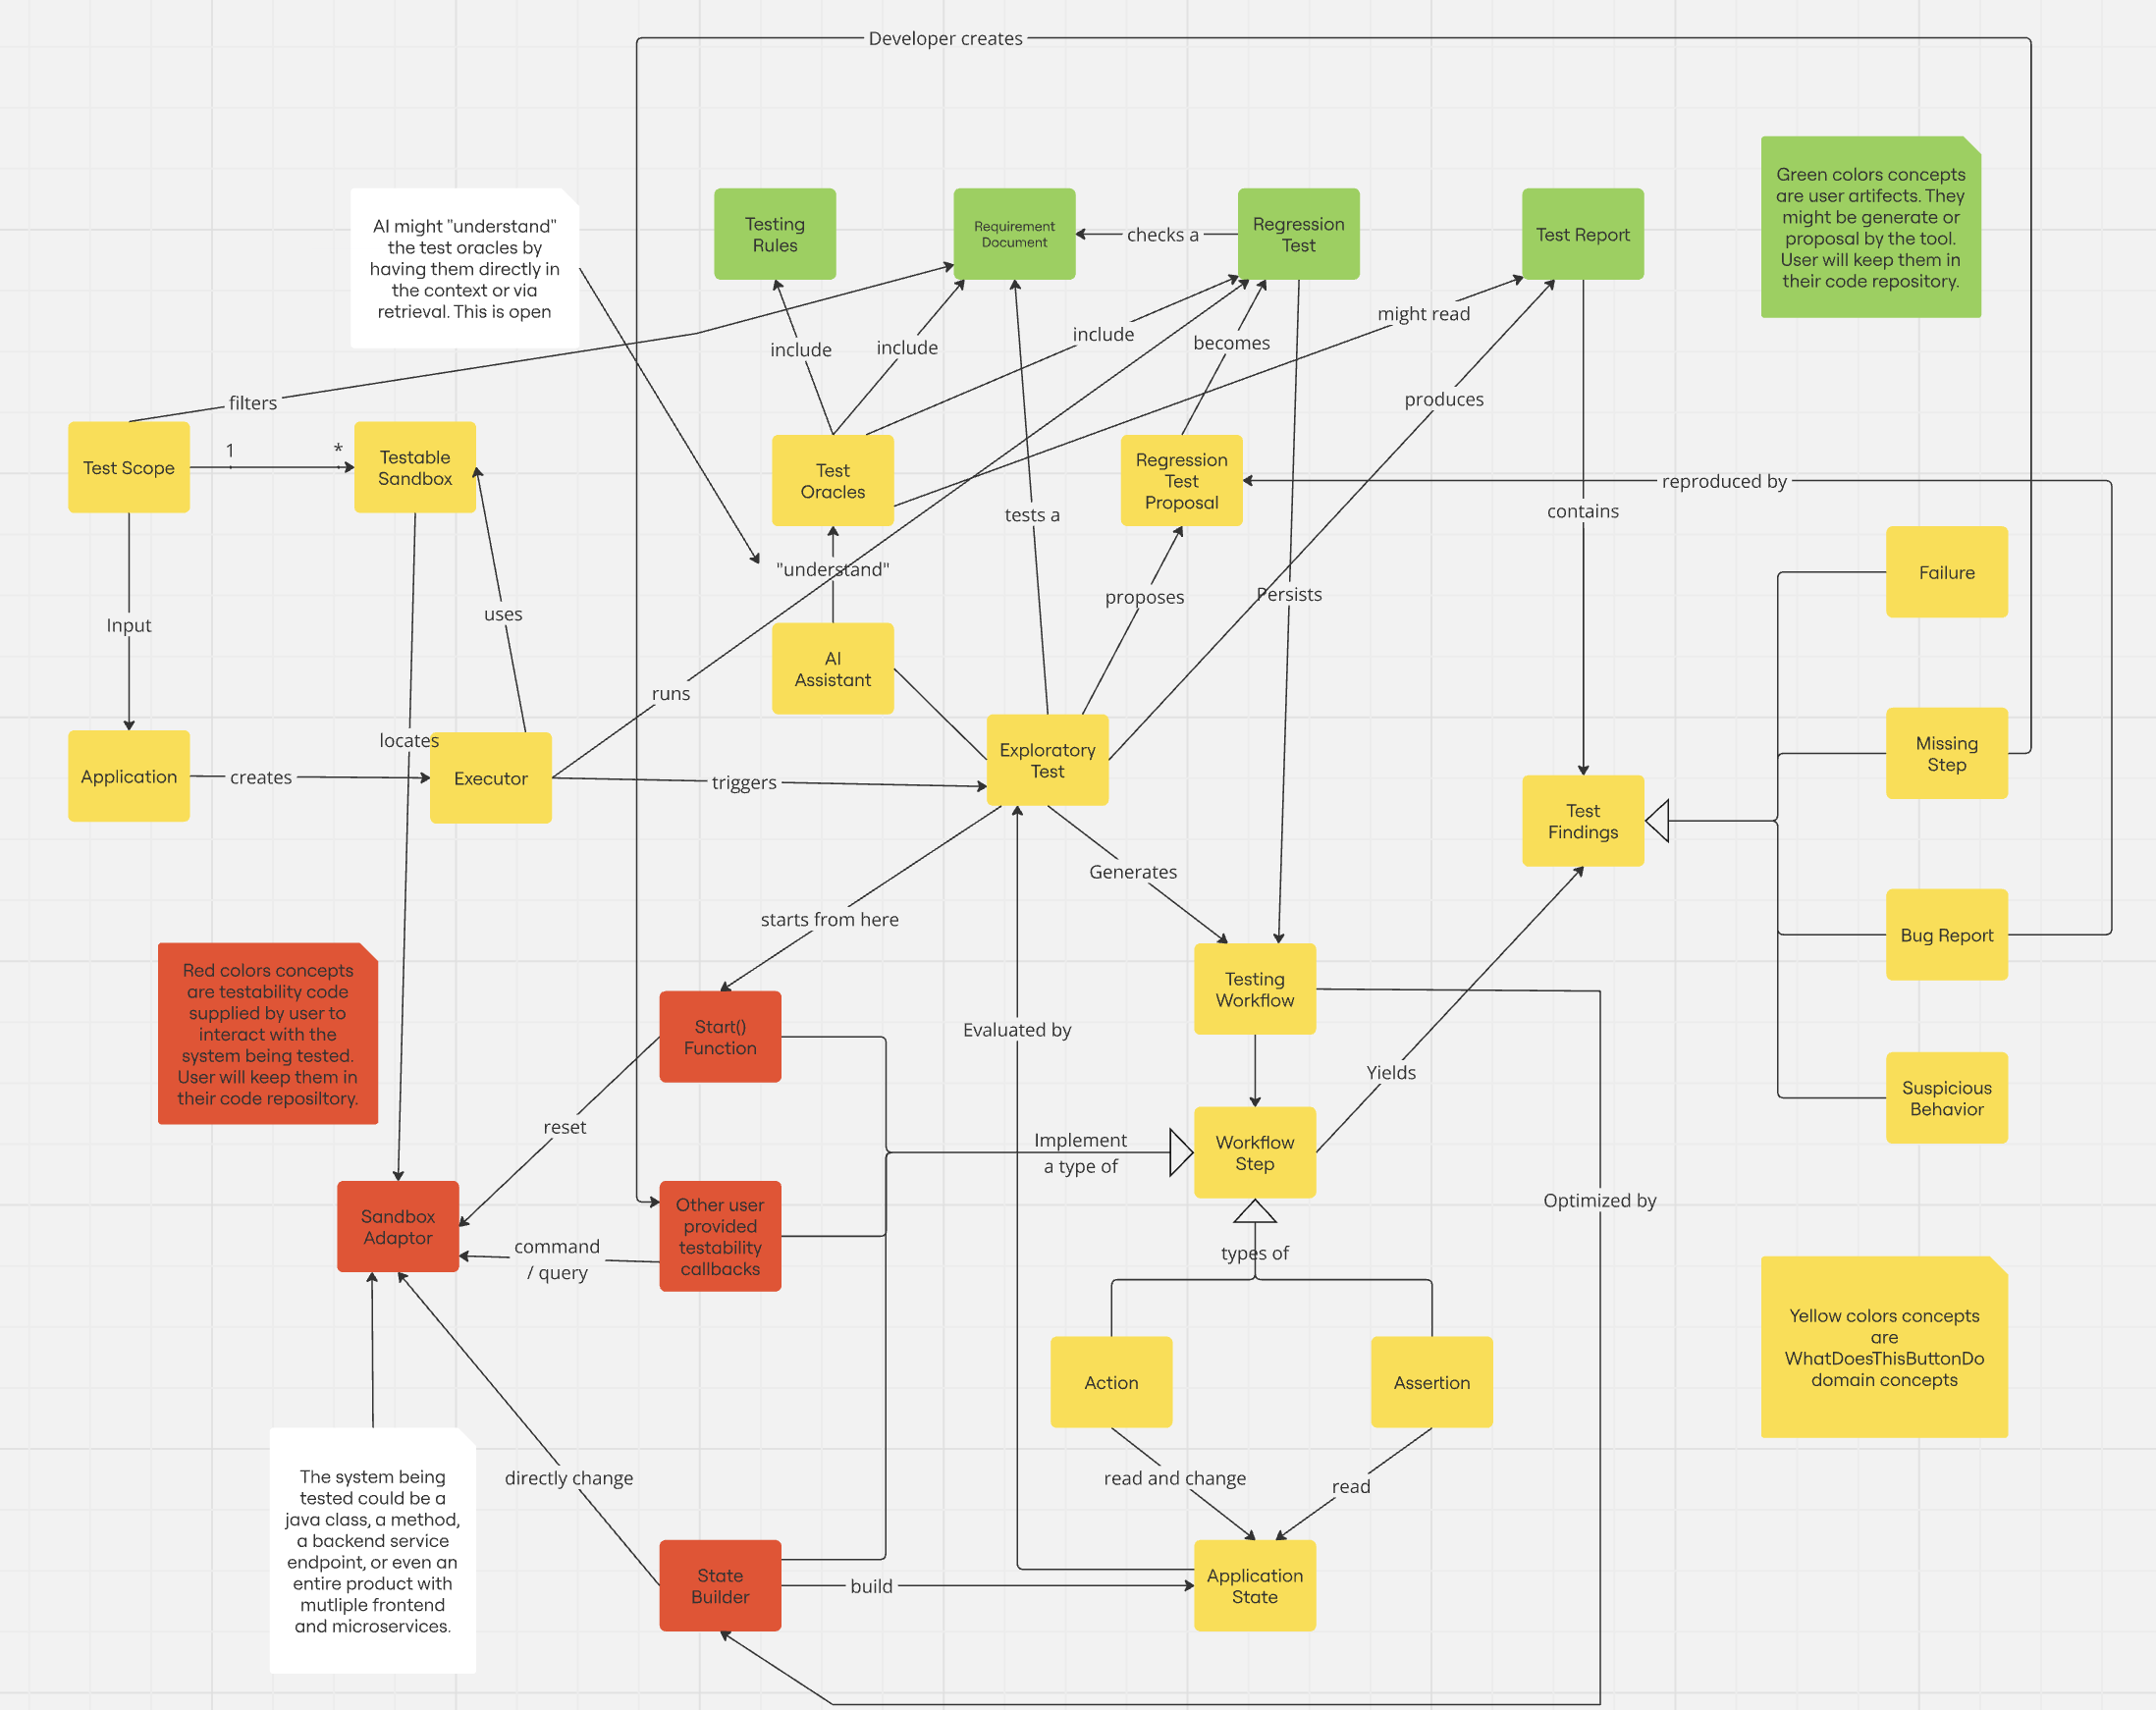 Developer creates
Green colors concepts
are user artifects. They
might be generate or
proposal by the tool.
User will keep them in
their code repository.
AI might "understand"
the test oracles by
having them directly in
the context or via
retrieval. This is open
Testing
Rules
Requirement
Document
checks a
Regression
Test
Test Report
might read
include
include
include
becomes
produces
filters
Test Scope
1
*
Testable
Sandbox
Test
Oracles
Regression
Test
Proposal
reproduced by
tests a
contains
"understand"
Failure
Input
uses
proposes
Persists
AI
Assistant
runs
locates
Application
creates
Executor
triggers
Exploratory
Test
Missing
Step
Test
Findings
Generates
starts from here
Bug Report
Red colors concepts
are testability code
supplied by user to
interact with the
system being tested.
User will keep them in
their code reposiltory.
Start()
Function
Evaluated by
Testing
Workflow
Yields
Suspicious
Behavior
reset
Implement
a type of
Workflow
Step
Optimized by
Sandbox
Adaptor
command
/ query
Other user
provided
testability
callbacks
types of
Yellow colors concepts
are
WhatDoesThisButtonDo
domain concepts
Action
Assertion
The system being
tested could be a
java class, a method,
a backend service
endpoint, or even an
entire product with
mutliple frontend
and microservices.
directly change
read and change
read
State
Builder
build
Application
State